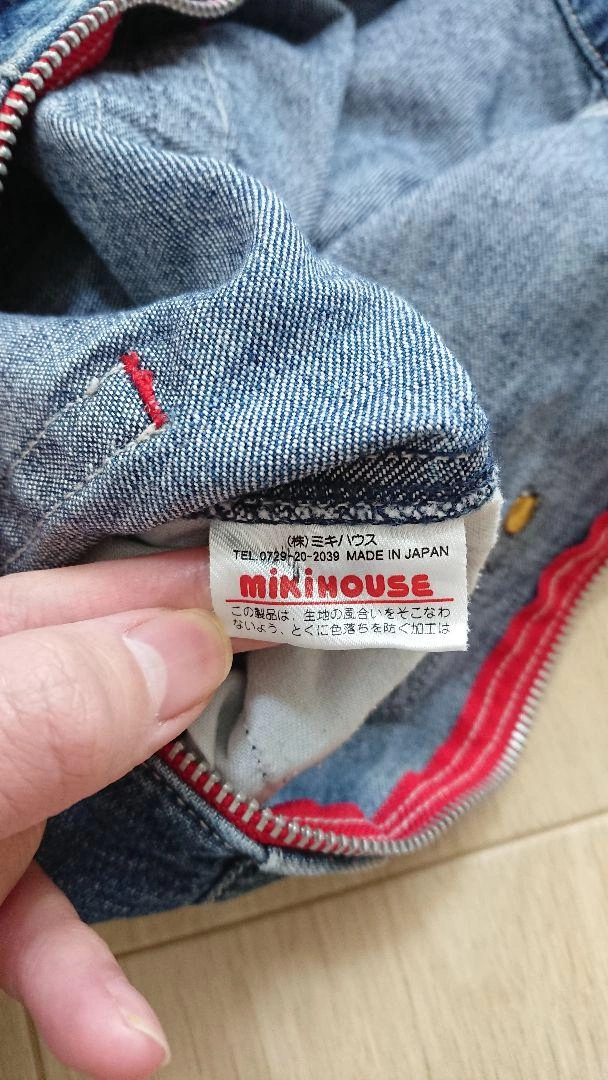 (株)ミキハウス
TEL 0729-20-2039 MADE IN JAPAN
mikiHOUSE
この製品は、生地の風合いをそこなわ
ないよう、とくに色落ちを防ぐ加工は